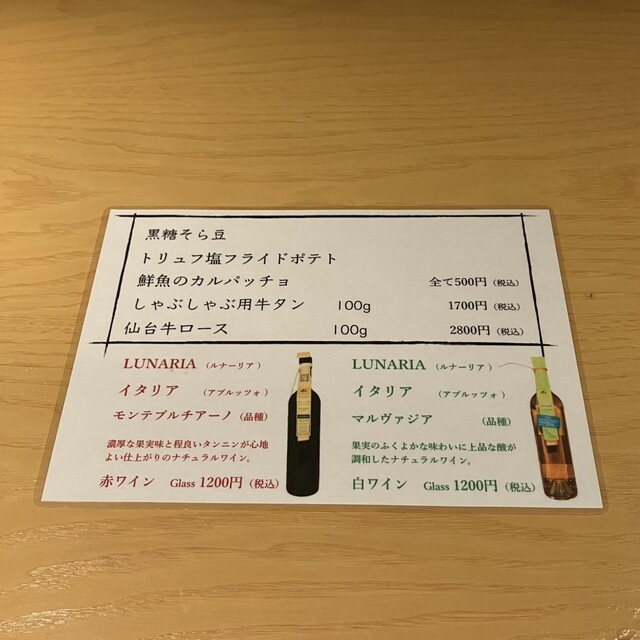 黒糖そら豆
トリュフ塩フライドポテト
鮮魚のカルパッチョ 全て500円（税込）
しゃぶしゃぶ用牛タン 100g 1700円（税込）
仙台牛ロース 100g 2800円（税込）
LUNARIA （ルナーリア）
イタリア （アブルッツォ）
モンテプルチアーノ（品種）
濃厚な果実味と程良いタンニンが心地
よい仕上がりのナチュラルワイン。
赤ワイン Glass 1200円（税込）
LUNARIA （ルナーリア）
イタリア （アブルッツォ）
マルヴァジア （品種）
果実のふくよかな味わいに上品な酸が
調和したナチュラルワイン。
白ワイン Glass 1200円（税込）